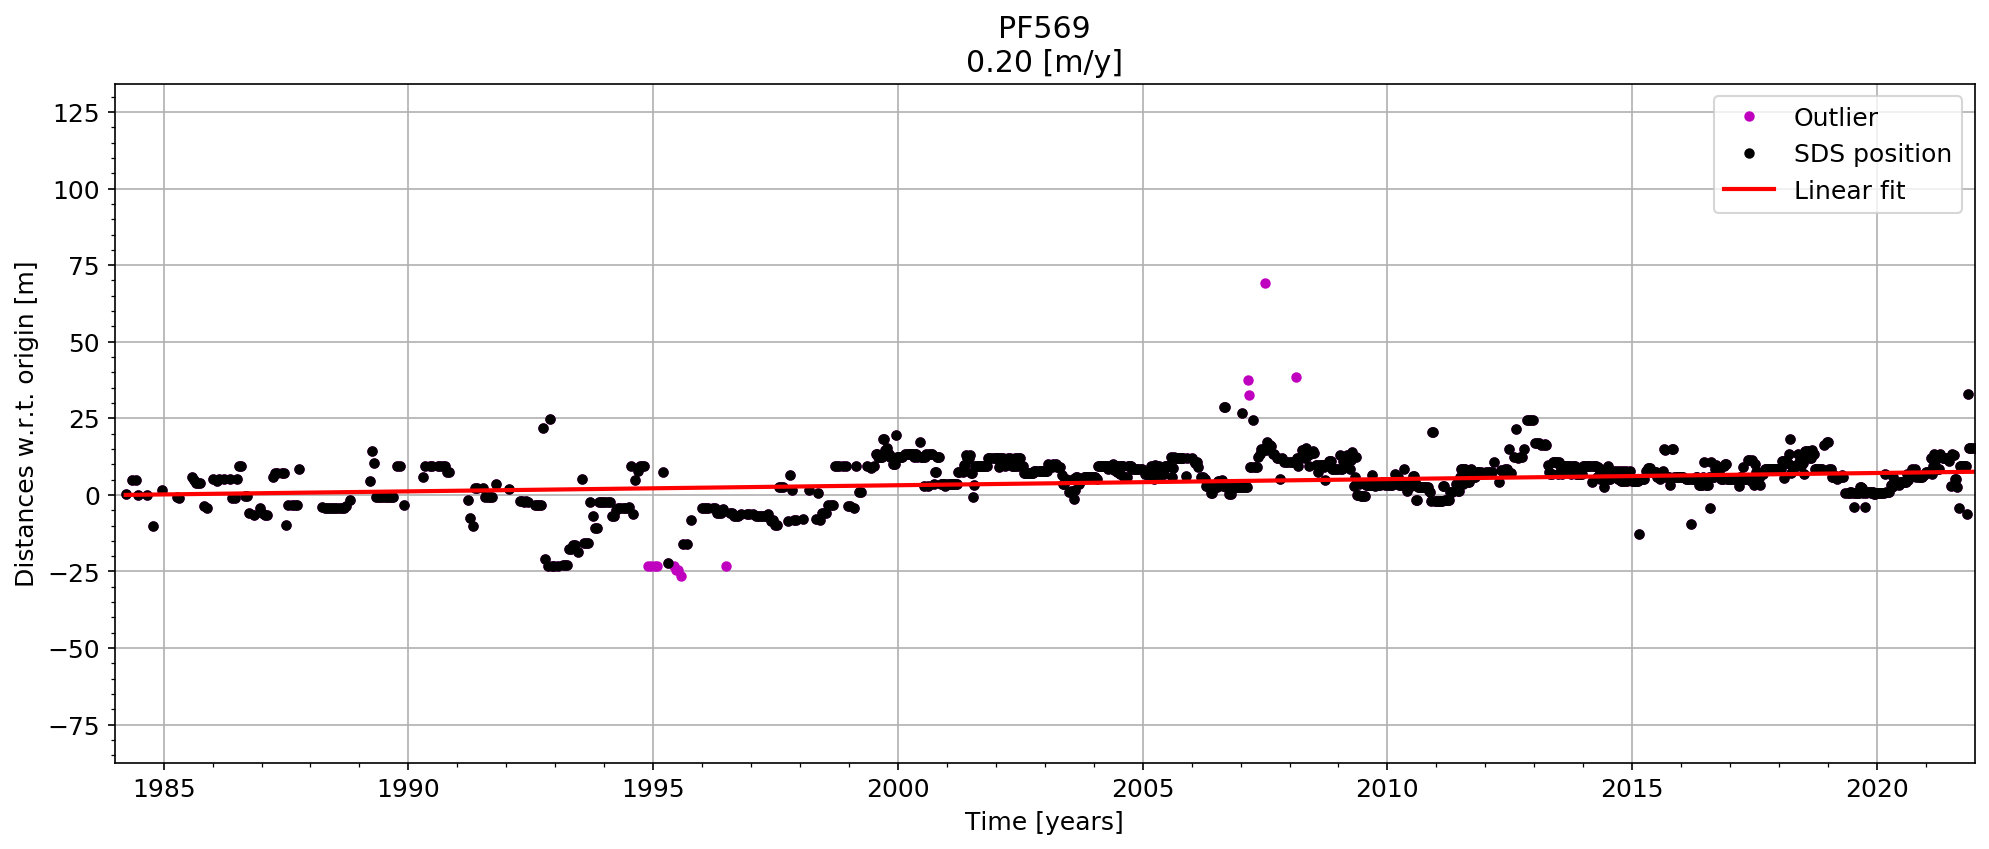 PF569
0.20 [m/y]
Outlier
SDS position
Linear fit
Distances w.r.t. origin [m]
125
100
75
50
25
0
−25
−50
−75
1985
1990
1995
2000
2005
2010
2015
2020
Time [years]